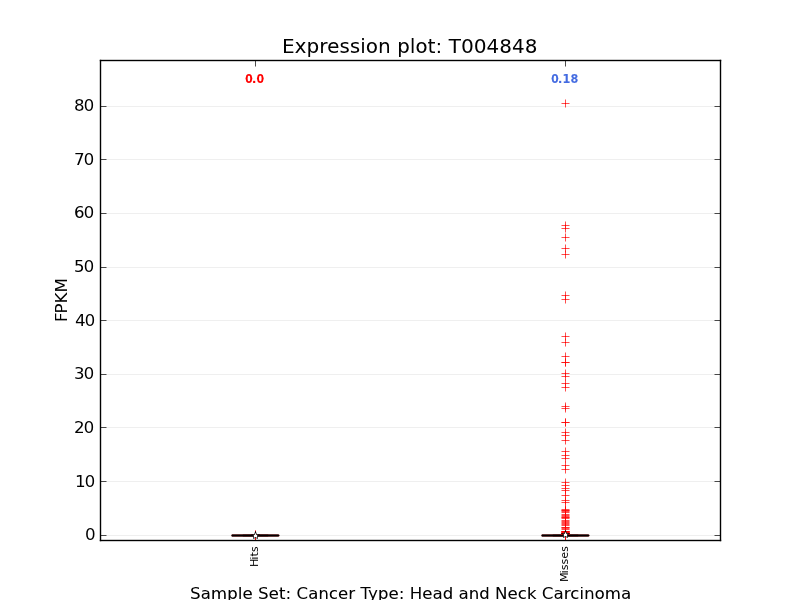 Expression plot: T004848
0.0
0.18
80
70
60
50
40
30
20
10
0
FPKM
Hits
Misses
Sample Set: Cancer Type: Head and Neck Carcinoma